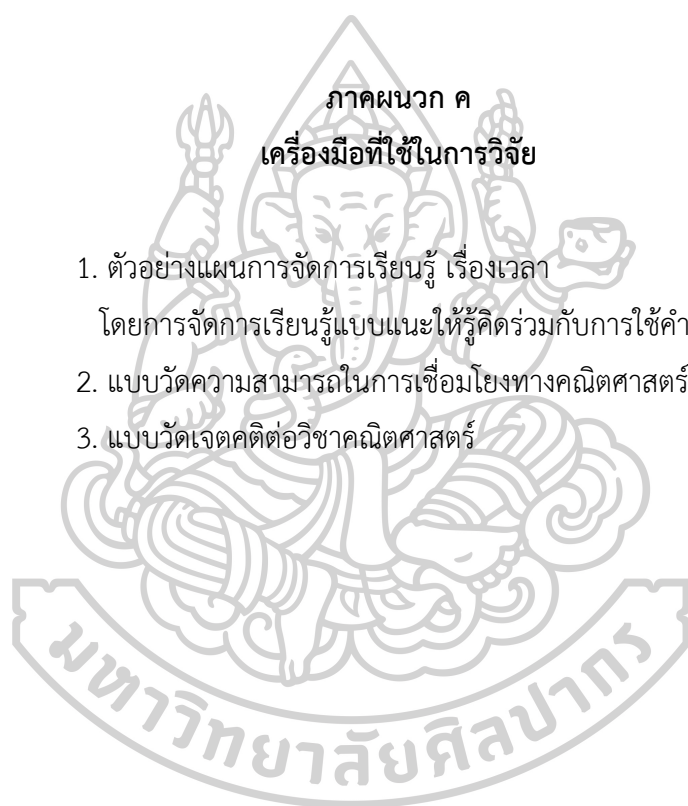 ภาคผนวก ค
เครื่องมือที่ใช้ในการวิจัย
1. ตัวอย่างแผนการจัดการเรียนรู้ เรื่องเวลา
โดยการจัดการเรียนรู้แบบแนะให้รู้คิดร่วมกับการใช้คำ
2. แบบวัดความสามารถในการเชื่อมโยงทางคณิตศาสตร์
3. แบบวัดเจตคติต่อวิชาคณิตศาสตร์
มหาวิทยาลัยศิลปากร